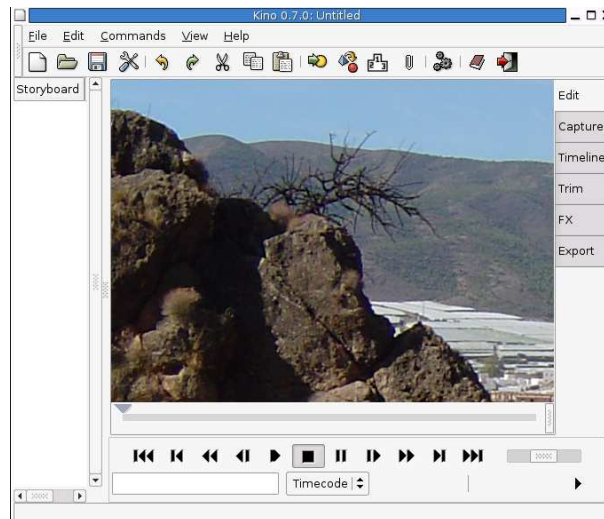 Kino 0.7.0: Untitled
File Edit Commands View Help
Storyboard
Edit
Capture
Timeline
Trim
FX
Export
Timecode